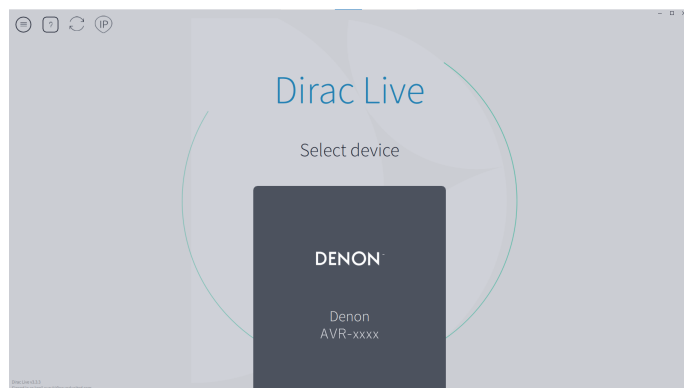 ?
IP
Dirac Live
Select device
DENON
Denon
AVR-xxxx